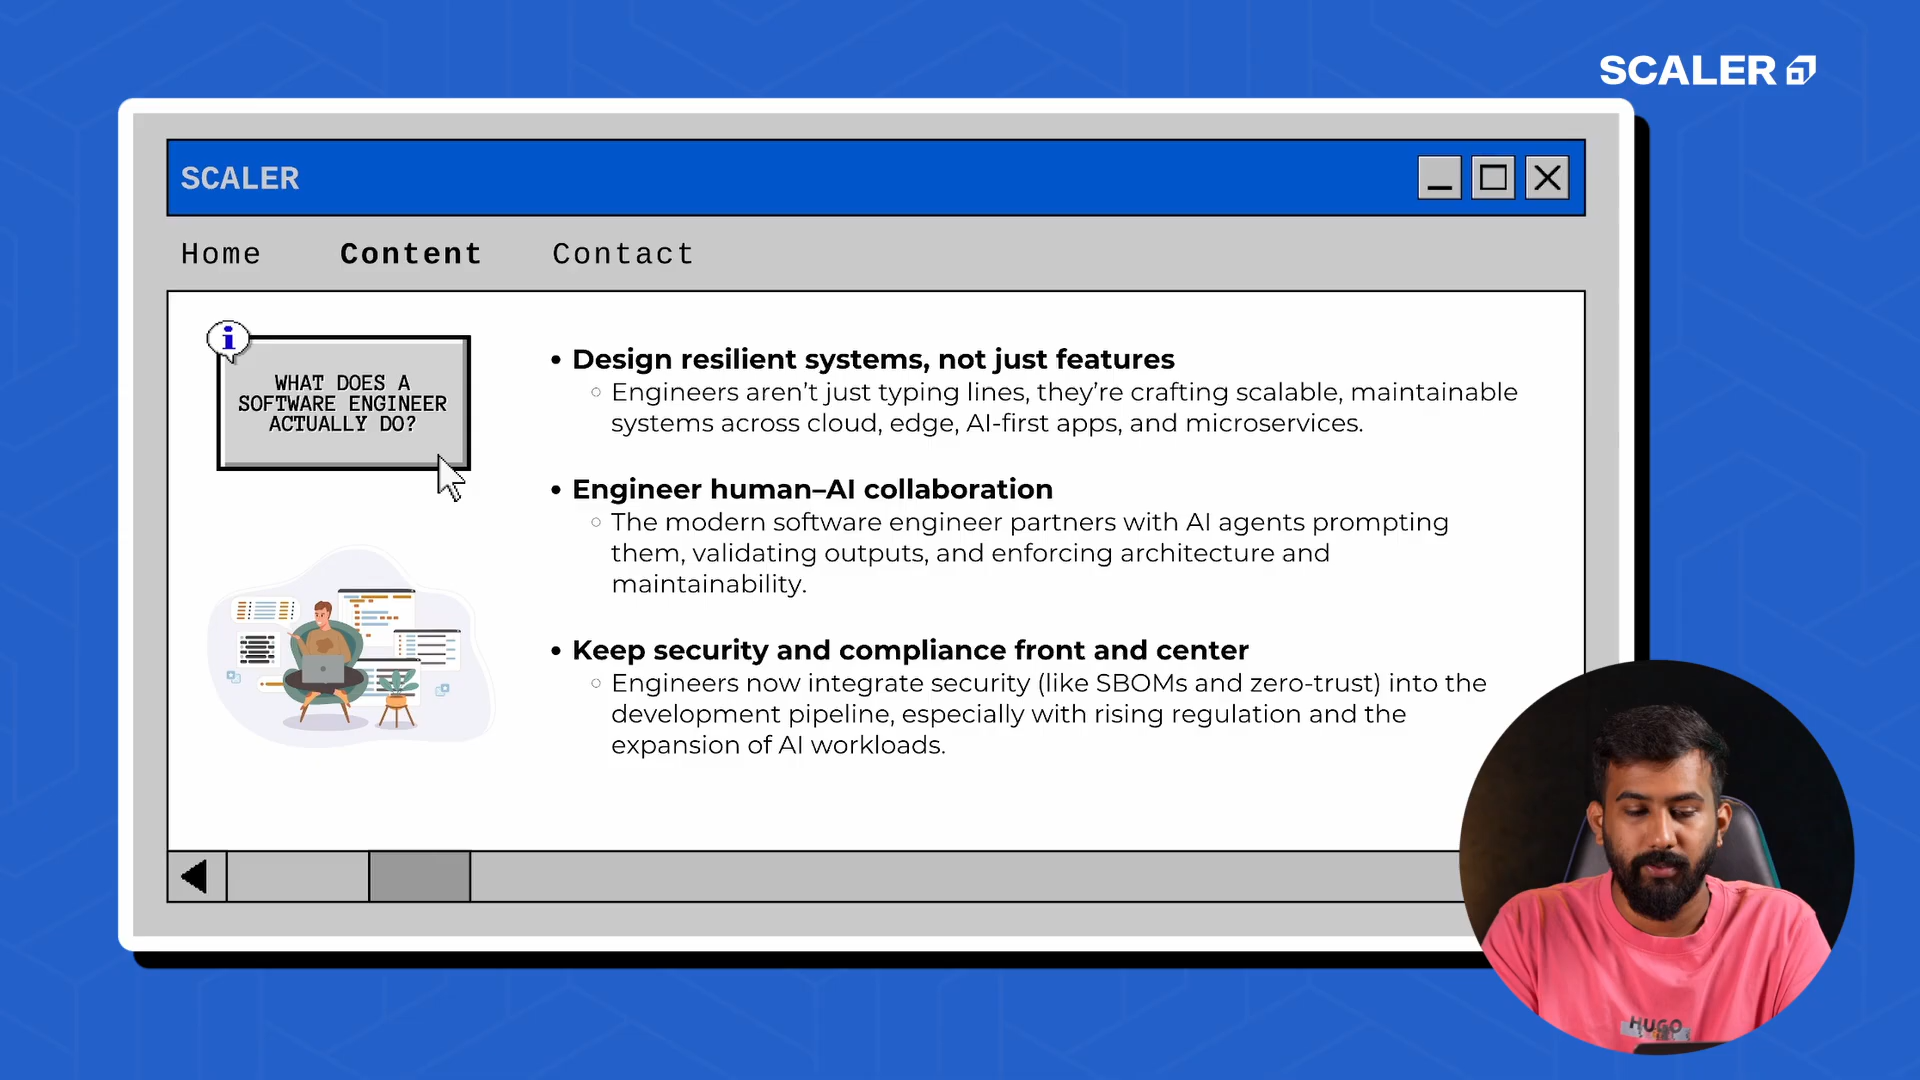 SCALER
SCALER
Home Content Contact
i
WHAT DOES A
SOFTWARE ENGINEER
ACTUALLY DO?
• Design resilient systems, not just features
○ Engineers aren’t just typing lines, they’re crafting scalable, maintainable
systems across cloud, edge, AI-first apps, and microservices.
• Engineer human–AI collaboration
○ The modern software engineer partners with AI agents prompting
them, validating outputs, and enforcing architecture and
maintainability.
• Keep security and compliance front and center
○ Engineers now integrate security (like SBOMs and zero-trust) into the
development pipeline, especially with rising regulation and the
expansion of AI workloads.
HUGO